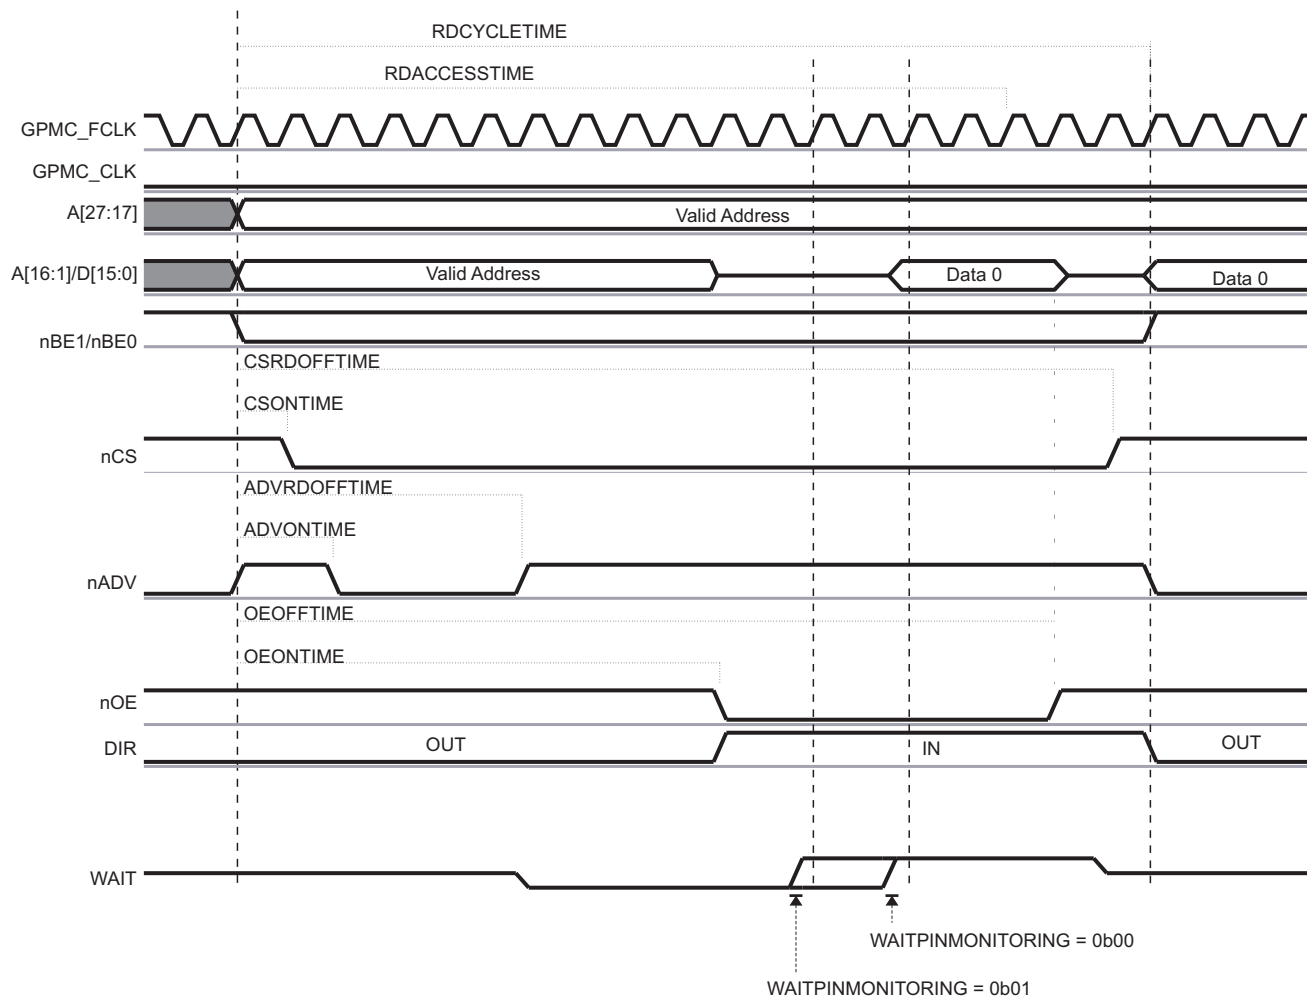 RDCYCLETIME
RDACCESSTIME
GPMC_FCLK
GPMC_CLK
A[27:17]
Valid Address
A[16:1]/D[15:0]
Valid Address
Data 0
Data 0
nBE1/nBE0
CSRDOFFTIME
CSONTIME
nCS
ADVRDOFFTIME
ADVONTIME
nADV
OEOFFTIME
OEONTIME
nOE
DIR
OUT
IN
OUT
WAIT
WAITPINMONITORING = 0b00
WAITPINMONITORING = 0b01